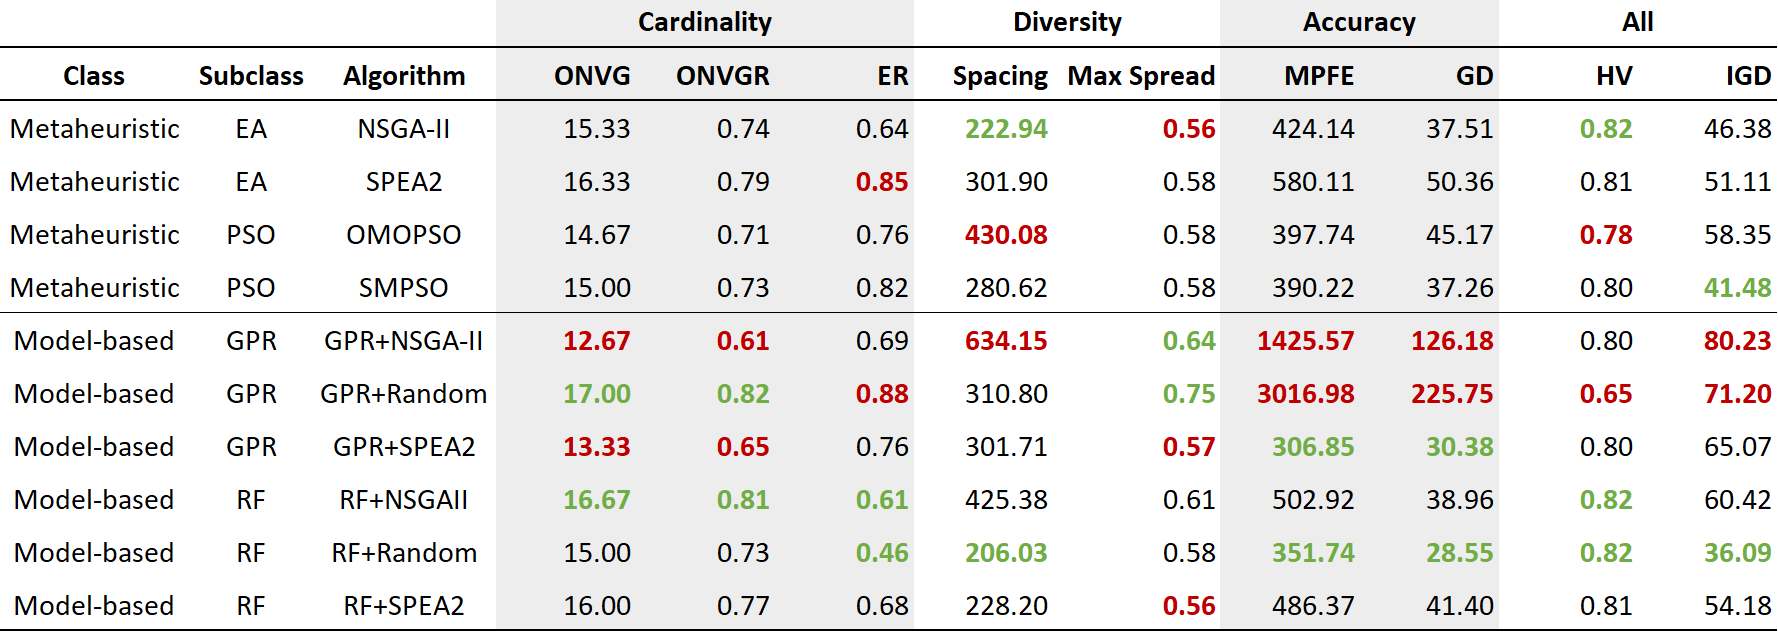 Cardinality Diversity Accuracy All
Class Subclass Algorithm ONVG ONVGR ER Spacing Max Spread MPFE GD HV IGD
Metaheuristic EA NSGA-II 15.33 0.74 0.64 222.94 0.56 424.14 37.51 0.82 46.38
Metaheuristic EA SPEA2 16.33 0.79 0.85 301.90 0.58 580.11 50.36 0.81 51.11
Metaheuristic PSO OMOPSO 14.67 0.71 0.76 430.08 0.58 397.74 45.17 0.78 58.35
Metaheuristic PSO SMPSO 15.00 0.73 0.82 280.62 0.58 390.22 37.26 0.80 41.48
Model-based GPR GPR+NSGA-II 12.67 0.61 0.69 634.15 0.64 1425.57 126.18 0.80 80.23
Model-based GPR GPR+Random 17.00 0.82 0.88 310.80 0.75 3016.98 225.75 0.65 71.20
Model-based GPR GPR+SPEA2 13.33 0.65 0.76 301.71 0.57 306.85 30.38 0.80 65.07
Model-based RF RF+NSGAII 16.67 0.81 0.61 425.38 0.61 502.92 38.96 0.82 60.42
Model-based RF RF+Random 15.00 0.73 0.46 206.03 0.58 351.74 28.55 0.82 36.09
Model-based RF RF+SPEA2 16.00 0.77 0.68 228.20 0.56 486.37 41.40 0.81 54.18